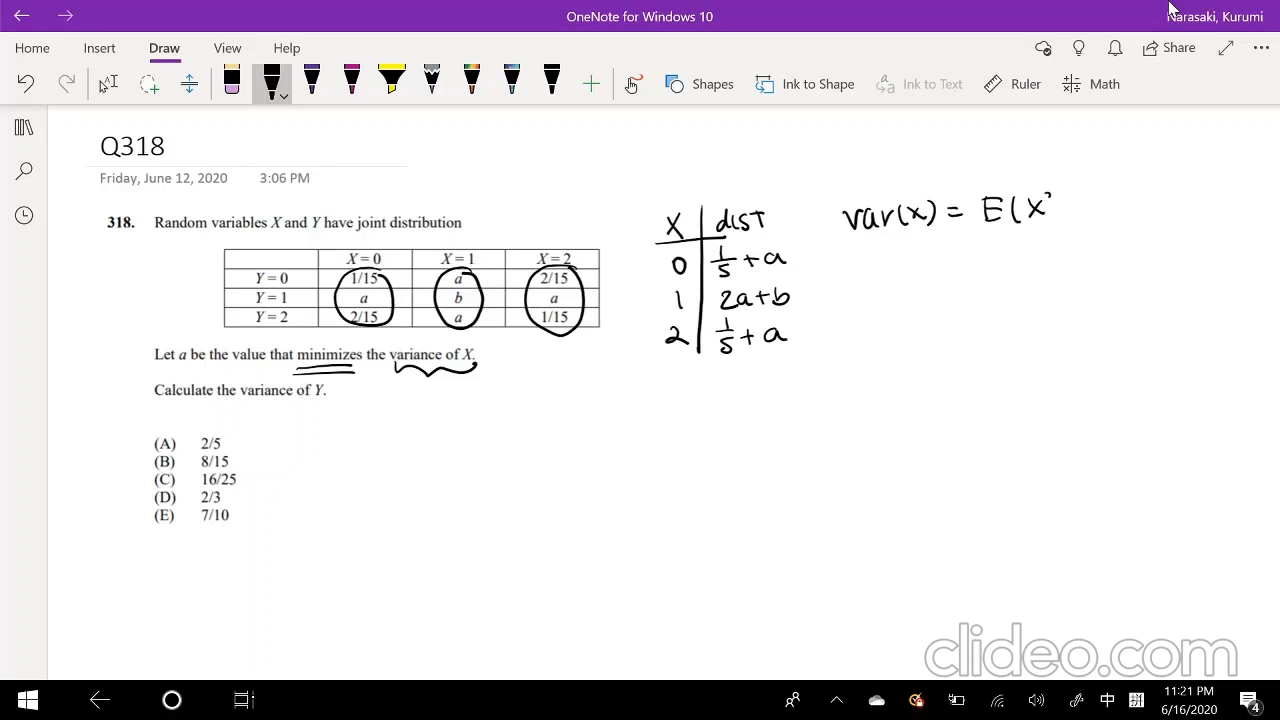 OneNote for Windows 10
Narasaki, Kurumi
Home Insert Draw View Help
Share
Shapes Ink to Shape Ink to Text Ruler Math
Q318
Friday, June 12, 2020 3:06 PM
318. Random variables X and Y have joint distribution
X = 0 X = 1 X = 2
Y = 0 1/15 a 2/15
Y = 1 a b a
Y = 2 2/15 a 1/15
Let a be the value that minimizes the variance of X.
Calculate the variance of Y.
(A) 2/5
(B) 8/15
(C) 16/25
(D) 2/3
(E) 7/10
X dist
0 1/5 + a
1 2a + b
2 1/5 + a
var(x) = E(X²
clideo.com
中
11:21 PM
6/16/2020
4